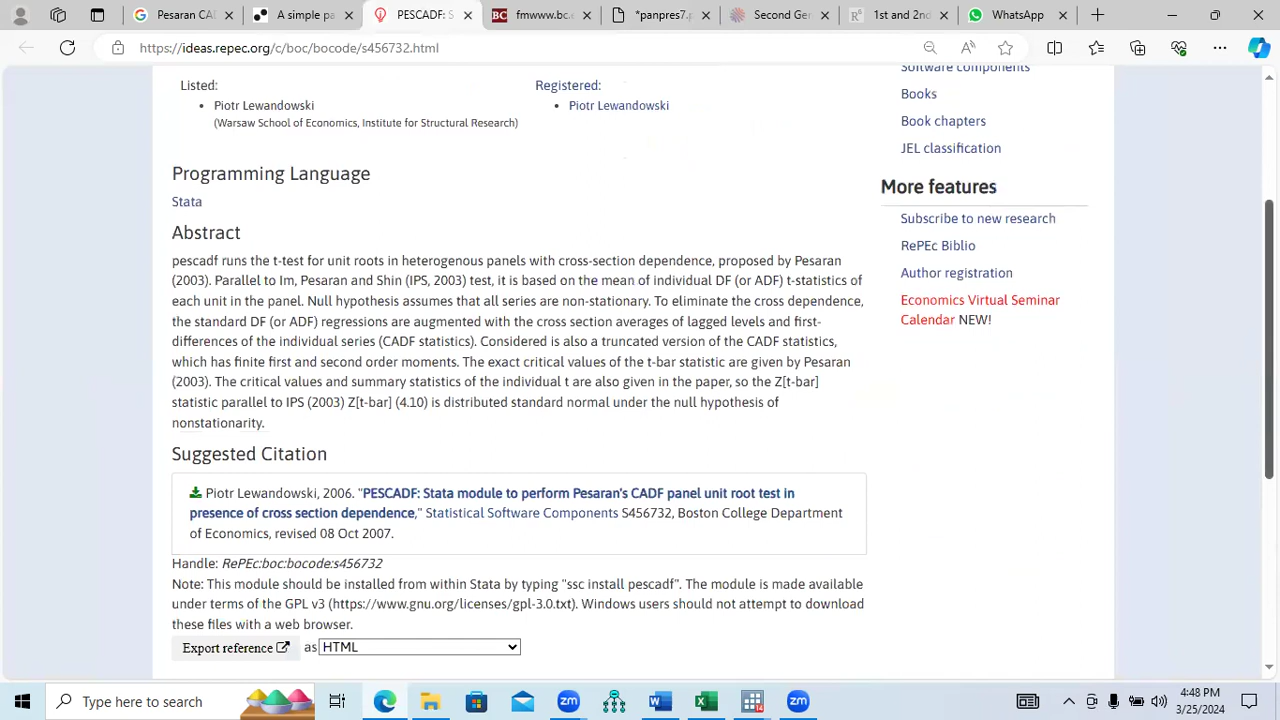 Pesaran CA
A simple pa
PESCADF: S
BC
fmwww.bc.
*panpres7.p
Second Ger
1st and 2nd
WhatsApp
https://ideas.repec.org/c/boc/bocode/s456732.html
Listed:
Piotr Lewandowski
(Warsaw School of Economics, Institute for Structural Research)
Registered:
Piotr Lewandowski
Software components
Books
Book chapters
JEL classification
More features
Subscribe to new research
RePEc Biblio
Author registration
Economics Virtual Seminar
Calendar NEW!
Programming Language
Stata
Abstract
pescadf runs the t-test for unit roots in heterogenous panels with cross-section dependence, proposed by Pesaran
(2003). Parallel to Im, Pesaran and Shin (IPS, 2003) test, it is based on the mean of individual DF (or ADF) t-statistics of
each unit in the panel. Null hypothesis assumes that all series are non-stationary. To eliminate the cross dependence,
the standard DF (or ADF) regressions are augmented with the cross section averages of lagged levels and first-
differences of the individual series (CADF statistics). Considered is also a truncated version of the CADF statistics,
which has finite first and second order moments. The exact critical values of the t-bar statistic are given by Pesaran
(2003). The critical values and summary statistics of the individual t are also given in the paper, so the Z[t-bar]
statistic parallel to IPS (2003) Z[t-bar] (4.10) is distributed standard normal under the null hypothesis of
nonstationarity.
Suggested Citation
Piotr Lewandowski, 2006. "PESCADF: Stata module to perform Pesaran's CADF panel unit root test in
presence of cross section dependence," Statistical Software Components S456732, Boston College Department
of Economics, revised 08 Oct 2007.
Handle: RePEc:boc:bocode:s456732
Note: This module should be installed from within Stata by typing "ssc install pescadf". The module is made available
under terms of the GPL v3 (https://www.gnu.org/licenses/gpl-3.0.txt). Windows users should not attempt to download
these files with a web browser.
Export reference as HTML
Type here to search
4:48 PM
3/25/2024